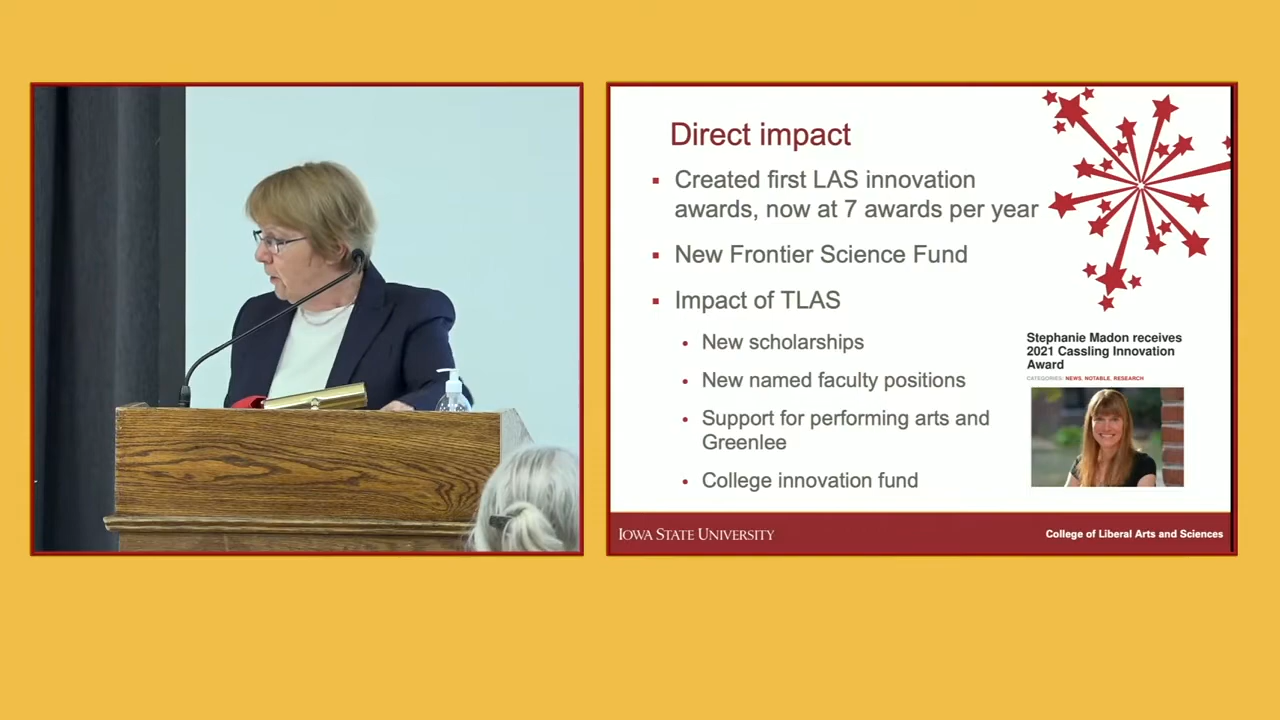 Direct impact
▪ Created first LAS innovation
awards, now at 7 awards per year
▪ New Frontier Science Fund
▪ Impact of TLAS
• New scholarships
• New named faculty positions
• Support for performing arts and
Greenlee
• College innovation fund
Stephanie Madon receives
2021 Cassling Innovation
Award
CATEGORIES: NEWS, NOTABLE, RESEARCH
IOWA STATE UNIVERSITY
College of Liberal Arts and Sciences